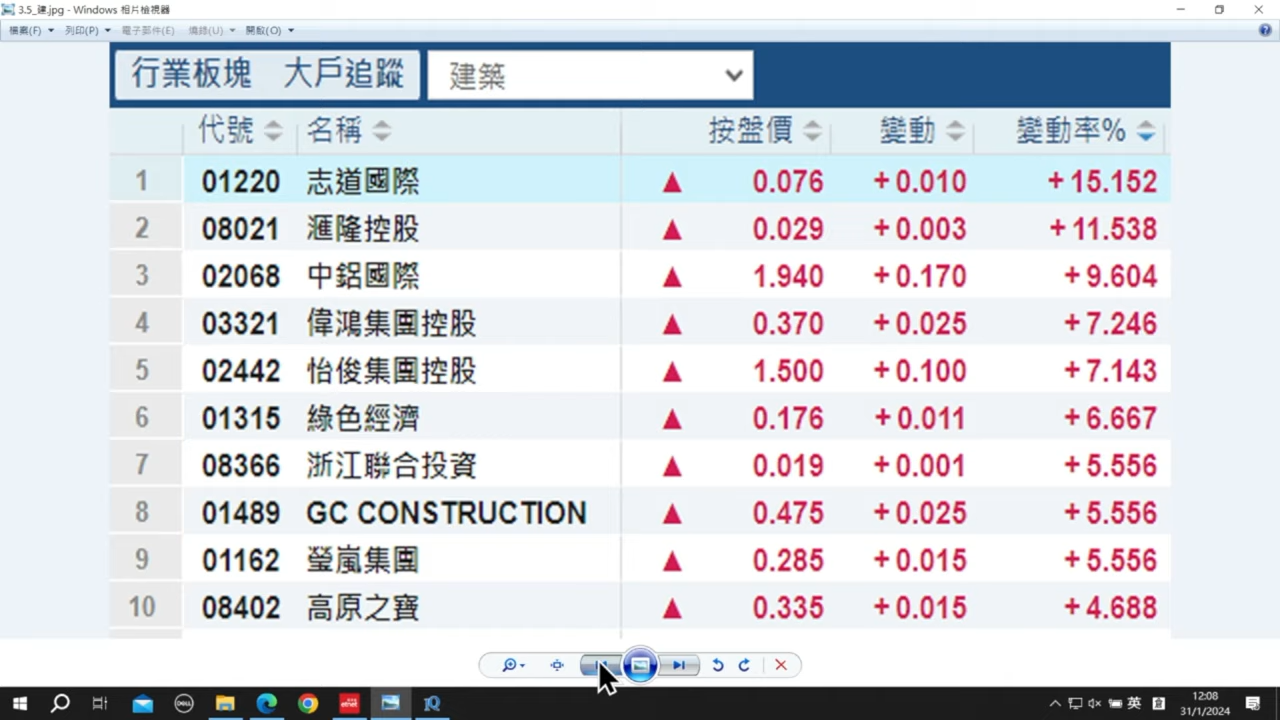 3.5_建.jpg - Windows 相片檢視器
檔案(F) 列印(P) 電子郵件(E) 燒錄(U) 開啟(O)
行業板塊 大戶追蹤 建築
代號 名稱 按盤價 變動 變動率%
1 01220 志道國際 ▲ 0.076 +0.010 +15.152
2 08021 滙隆控股 ▲ 0.029 +0.003 +11.538
3 02068 中鋁國際 ▲ 1.940 +0.170 +9.604
4 03321 偉鴻集團控股 ▲ 0.370 +0.025 +7.246
5 02442 怡俊集團控股 ▲ 1.500 +0.100 +7.143
6 01315 綠色經濟 ▲ 0.176 +0.011 +6.667
7 08366 浙江聯合投資 ▲ 0.019 +0.001 +5.556
8 01489 GC CONSTRUCTION ▲ 0.475 +0.025 +5.556
9 01162 瑩嵐集團 ▲ 0.285 +0.015 +5.556
10 08402 高原之寶 ▲ 0.335 +0.015 +4.688
DELL etnet IQ 英 12:08
31/1/2024